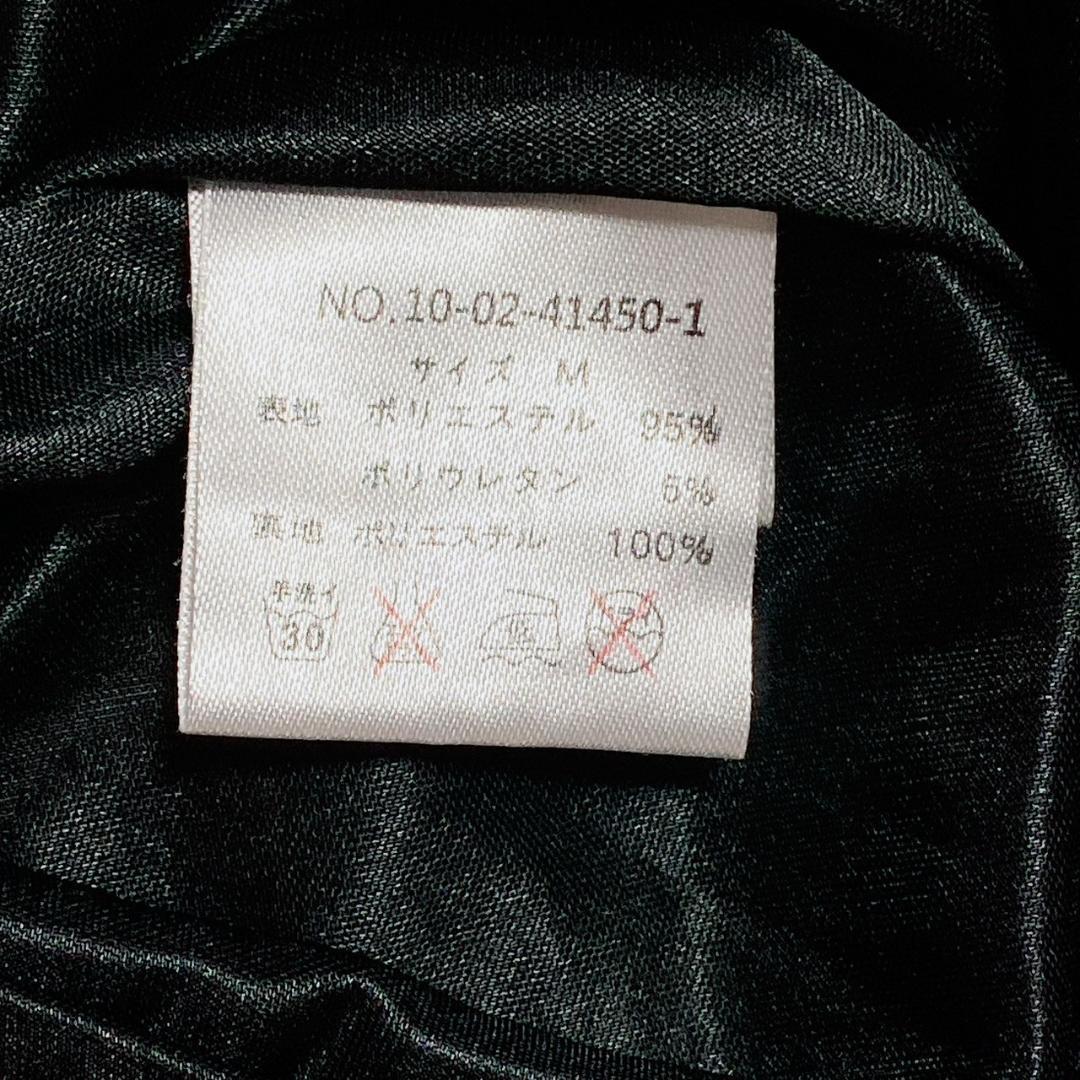 NO.10-02-41450-1
サイズ M
表地 ポリエステル 95%
ポリウレタン 5%
裏地 ポリエステル 100%
手洗イ
30